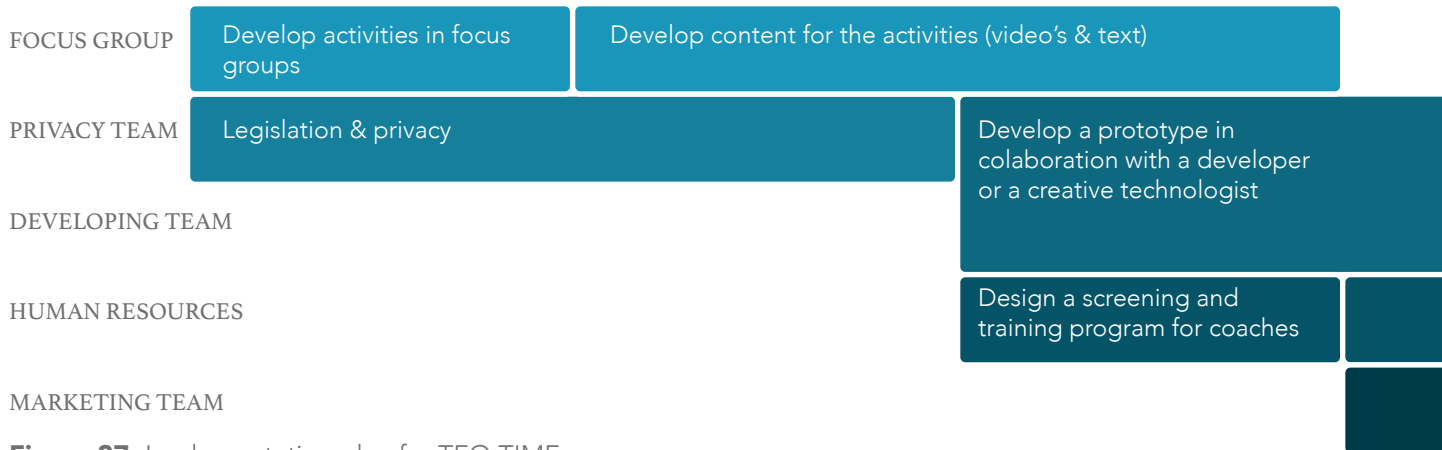 FOCUS GROUP
Develop activities in focus
groups
Develop content for the activities (video's & text)
PRIVACY TEAM
Legislation & privacy
Develop a prototype in
colaboration with a developer
or a creative technologist
DEVELOPING TEAM
HUMAN RESOURCES
Design a screening and
training program for coaches
MARKETING TEAM